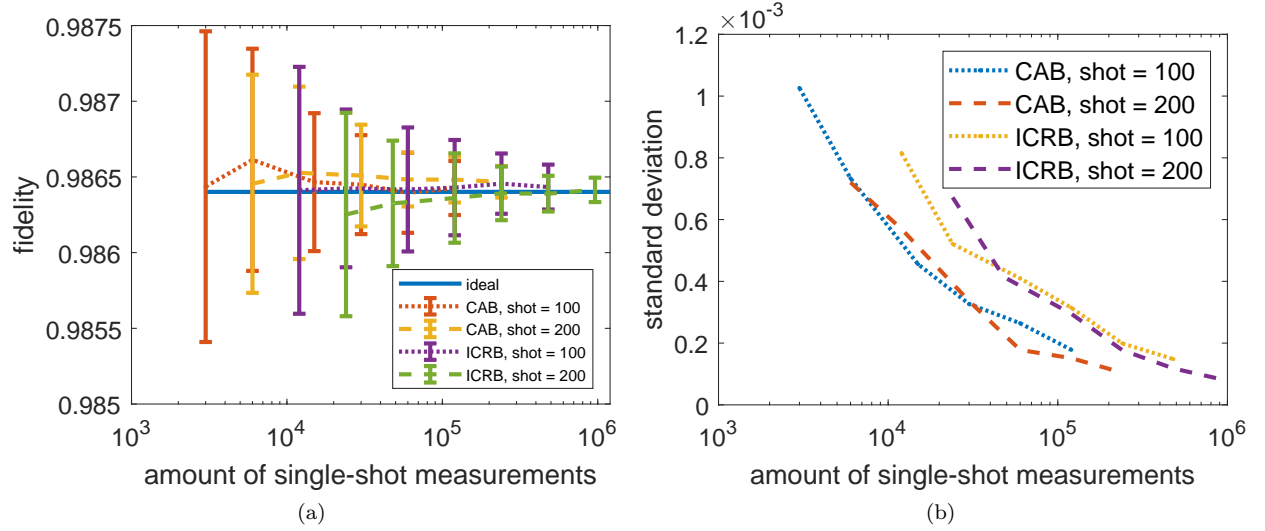 0.9875
0.987
0.9865
0.986
0.9855
0.985
fidelity
10^3
10^4
10^5
10^6
amount of single-shot measurements
ideal
CAB, shot = 100
CAB, shot = 200
ICRB, shot = 100
ICRB, shot = 200
(a)
×10^-3
1.2
1
0.8
0.6
0.4
0.2
0
standard deviation
10^3
10^4
10^5
10^6
amount of single-shot measurements
CAB, shot = 100
CAB, shot = 200
ICRB, shot = 100
ICRB, shot = 200
(b)